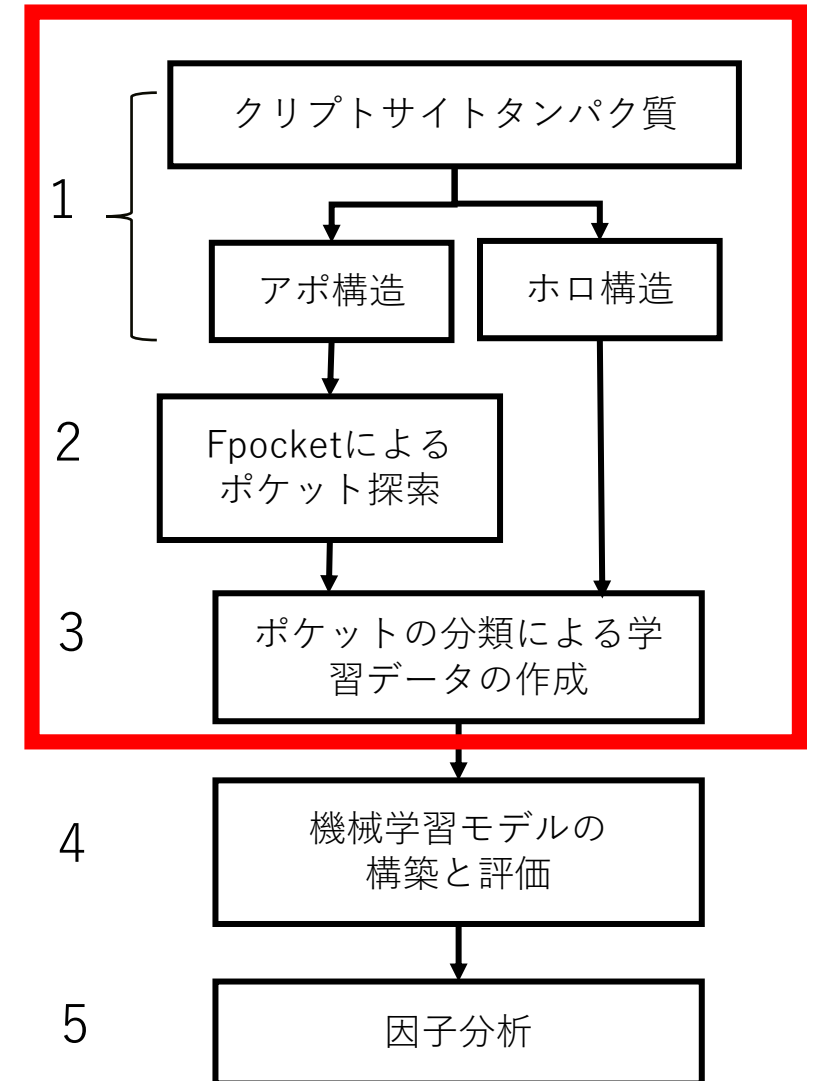 クリプトサイトタンパク質
1
アポ構造
ホロ構造
2
Fpocketによる
ポケット探索
3
ポケットの分類による学
習データの作成
4
機械学習モデルの
構築と評価
5
因子分析